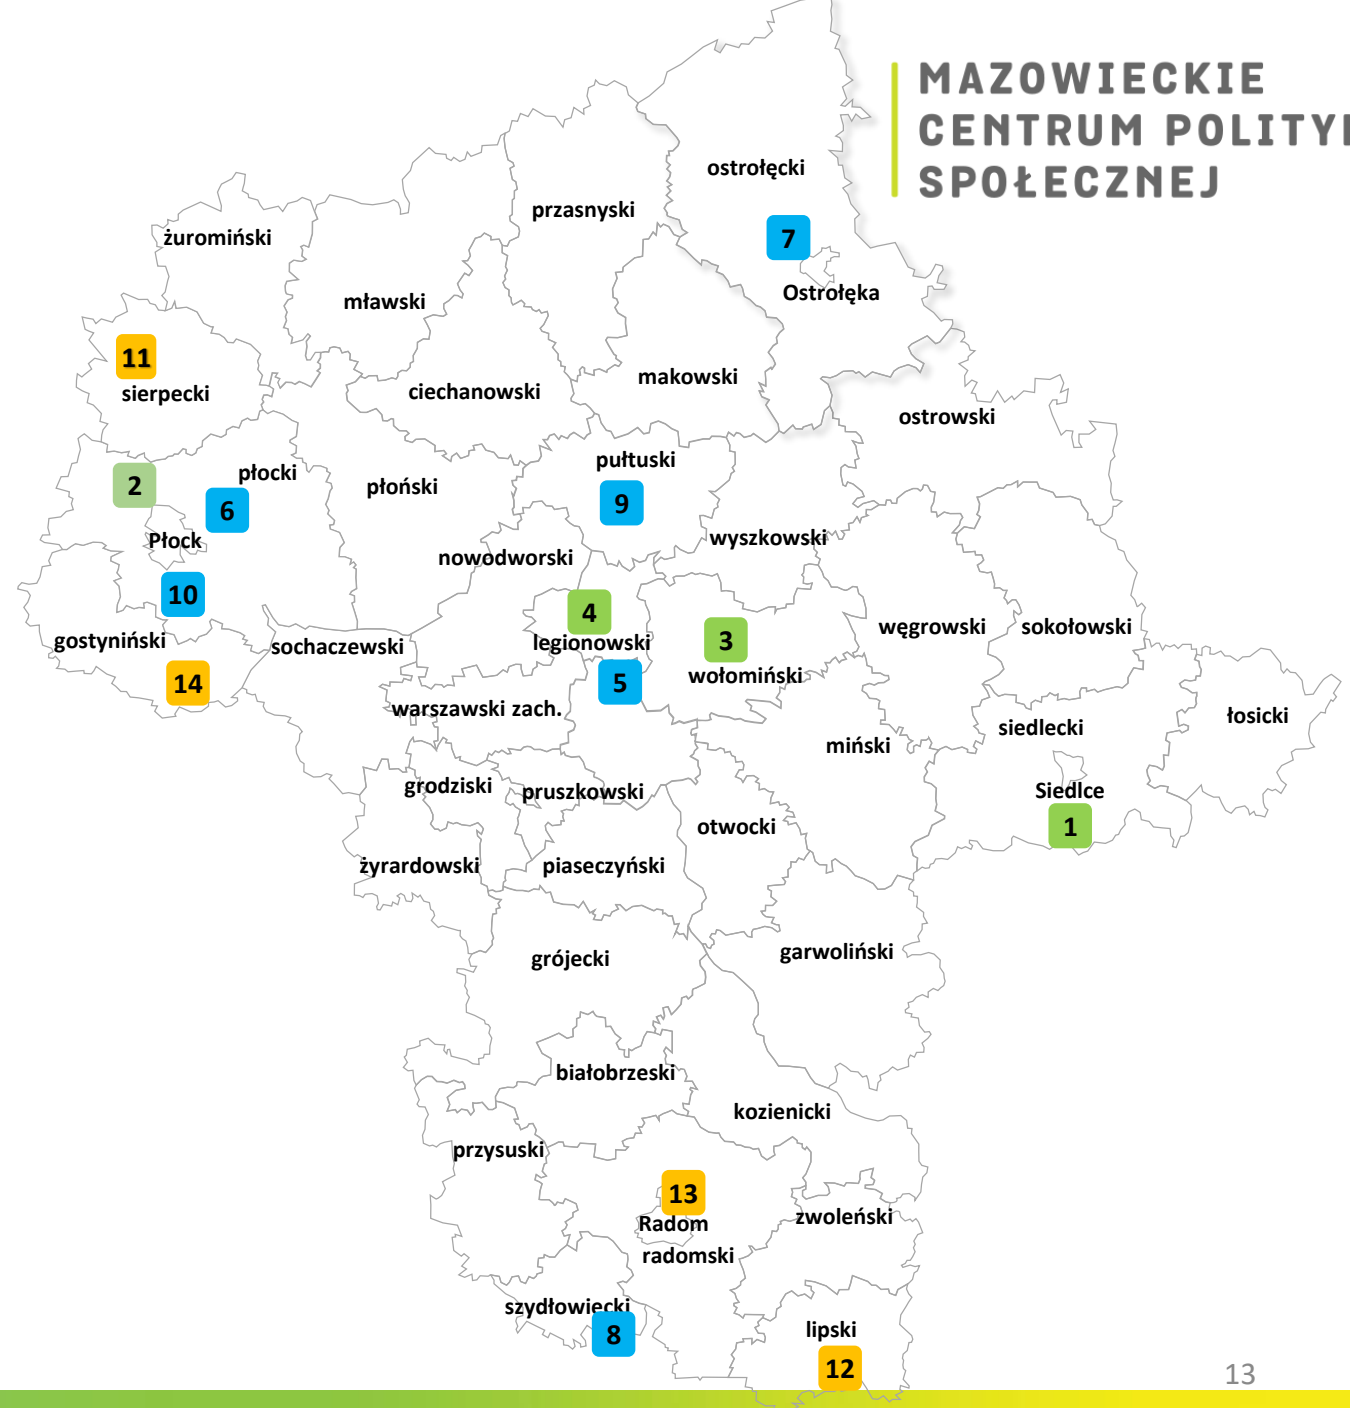 MAZOWIECKIE
CENTRUM POLITYK
SPOŁECZNEJ
ostrołęcki
przasnyski
żuromiński
7
Ostrołęka
mławski
11
sierpecki
ciechanowski
makowski
ostrowski
pułtuski
płocki
płoński
2
6
9
Płock
wyszkowski
nowodworski
10
4
3
gostyniński
sochaczewski
legionowski
węgrowski
sokołowski
14
5
wołomiński
warszawski zach.
miński
siedlecki
łosicki
grodziski
pruszkowski
Siedlce
1
otwocki
żyrardowski
piaseczyński
grójecki
garwoliński
białobrzeski
kozienicki
przysuski
13
Radom
zwoleński
radomski
szydłowiecki
8
lipski
12
13